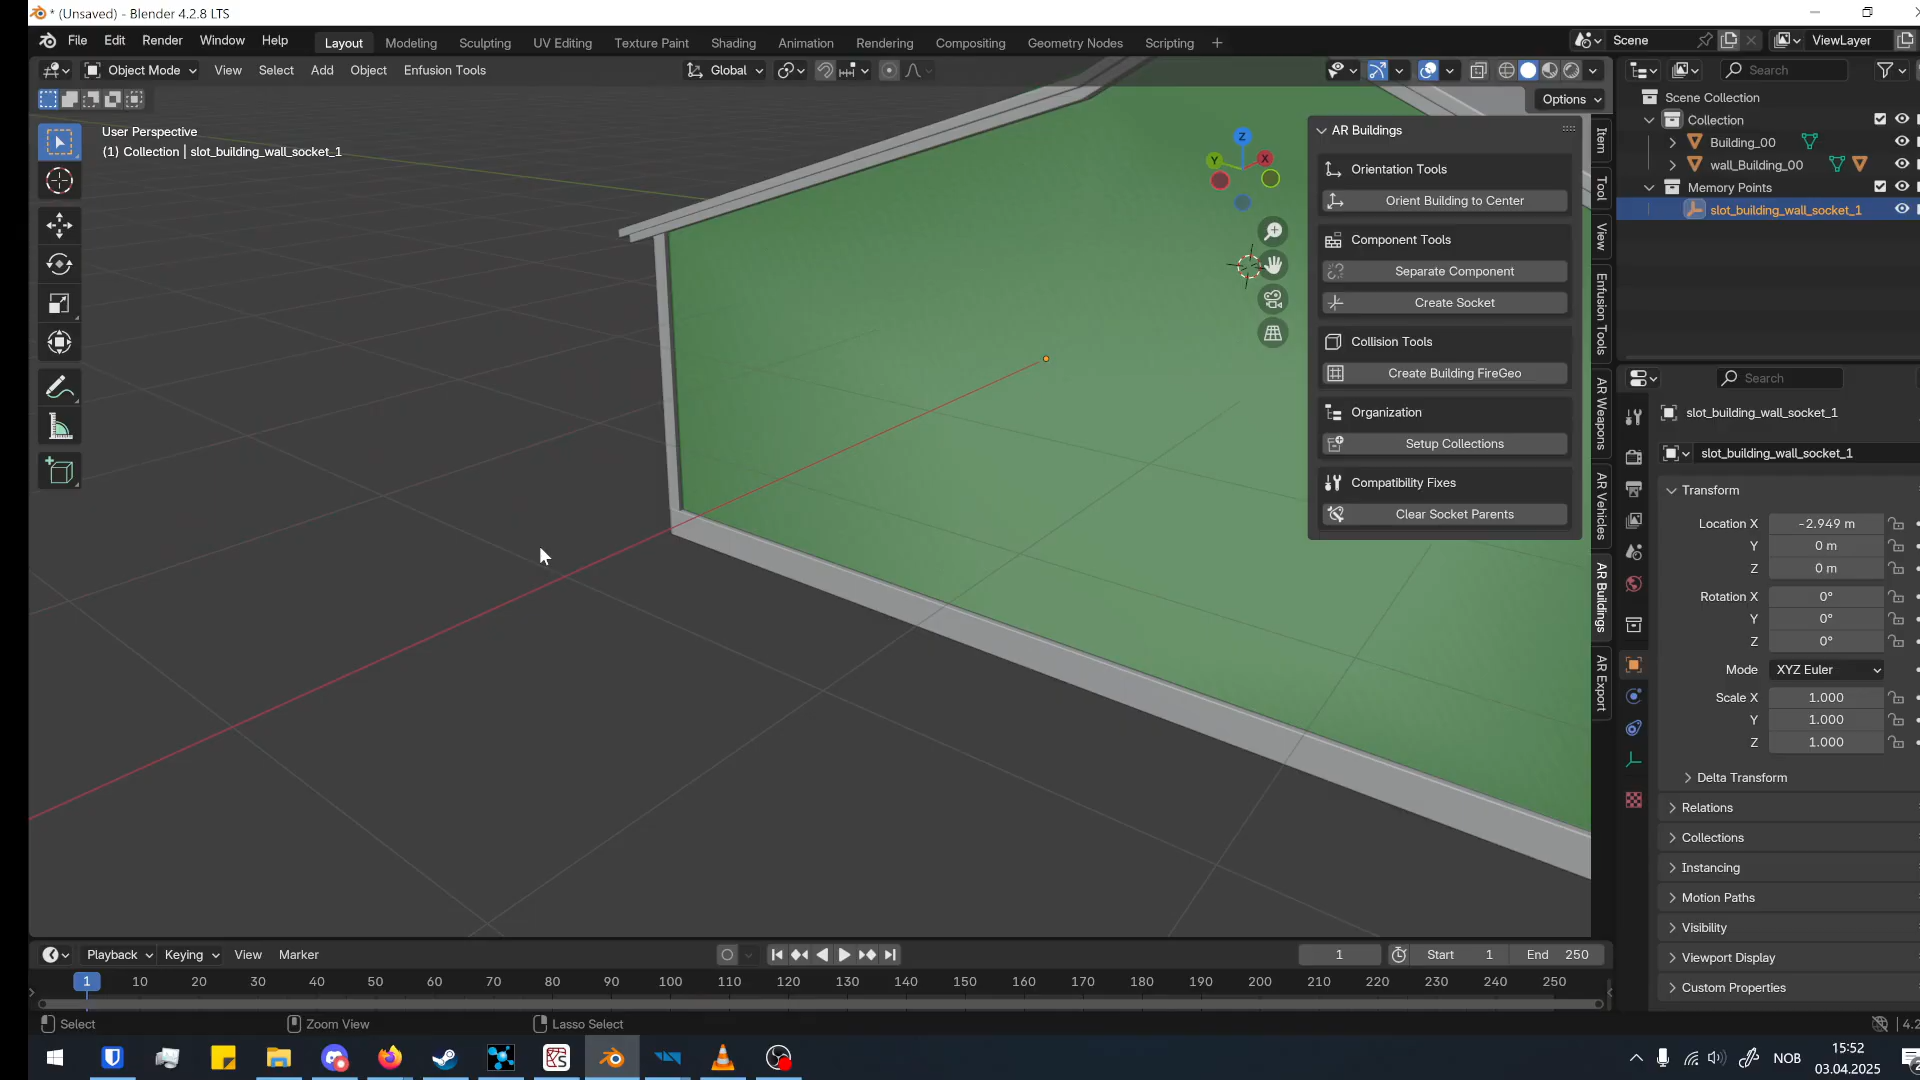 * (Unsaved) - Blender 4.2.8 LTS
File Edit Render Window Help
Layout Modeling Sculpting UV Editing Texture Paint Shading Animation Rendering Compositing Geometry Nodes Scripting +
Scene
ViewLayer
Object Mode View Select Add Object Enfusion Tools
Global
Search
Options
User Perspective
(1) Collection | slot_building_wall_socket_1
Z
Y
X
AR Buildings
Orientation Tools
Orient Building to Center
Component Tools
Separate Component
Create Socket
Collision Tools
Create Building FireGeo
Organization
Setup Collections
Compatibility Fixes
Clear Socket Parents
Item
Tool
View
Enfusion Tools
AR Weapons
AR Vehicles
AR Buildings
AR Export
Scene Collection
Collection
Building_00
wall_Building_00
Memory Points
slot_building_wall_socket_1
Search
slot_building_wall_socket_1
slot_building_wall_socket_1
Transform
Location X -2.949 m
Y 0 m
Z 0 m
Rotation X 0°
Y 0°
Z 0°
Mode XYZ Euler
Scale X 1.000
Y 1.000
Z 1.000
Delta Transform
Relations
Collections
Instancing
Motion Paths
Visibility
Viewport Display
Custom Properties
Playback Keying View Marker
1
Start 1
End 250
1 10 20 30 40 50 60 70 80 90 100 110 120 130 140 150 160 170 180 190 200 210 220 230 240 250
Select
Zoom View
Lasso Select
4.2
NOB
15:52
03.04.2025